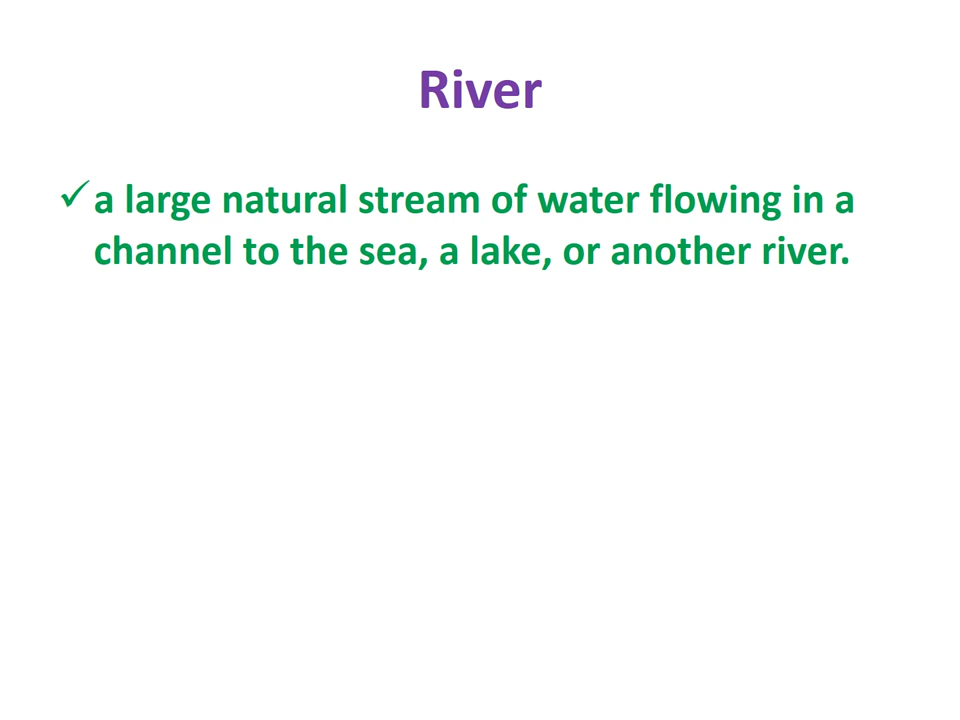 River
✓ a large natural stream of water flowing in a
channel to the sea, a lake, or another river.